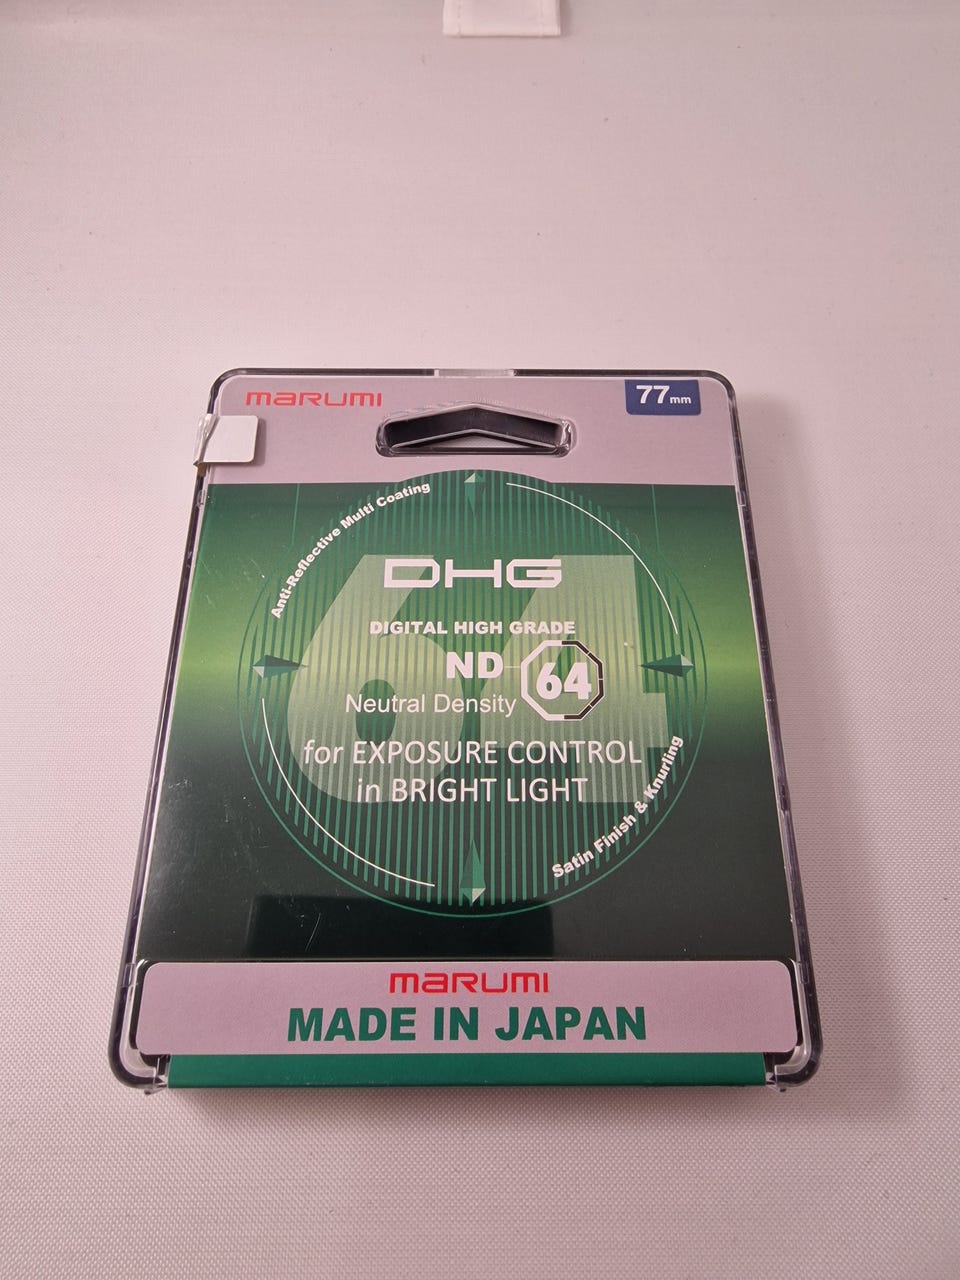 marumi
77mm
Anti-Reflective Multi Coating
64
DHG
DIGITAL HIGH GRADE
ND 64
Neutral Density
for EXPOSURE CONTROL
in BRIGHT LIGHT
Satin Finish & Knurling
marumi
MADE IN JAPAN